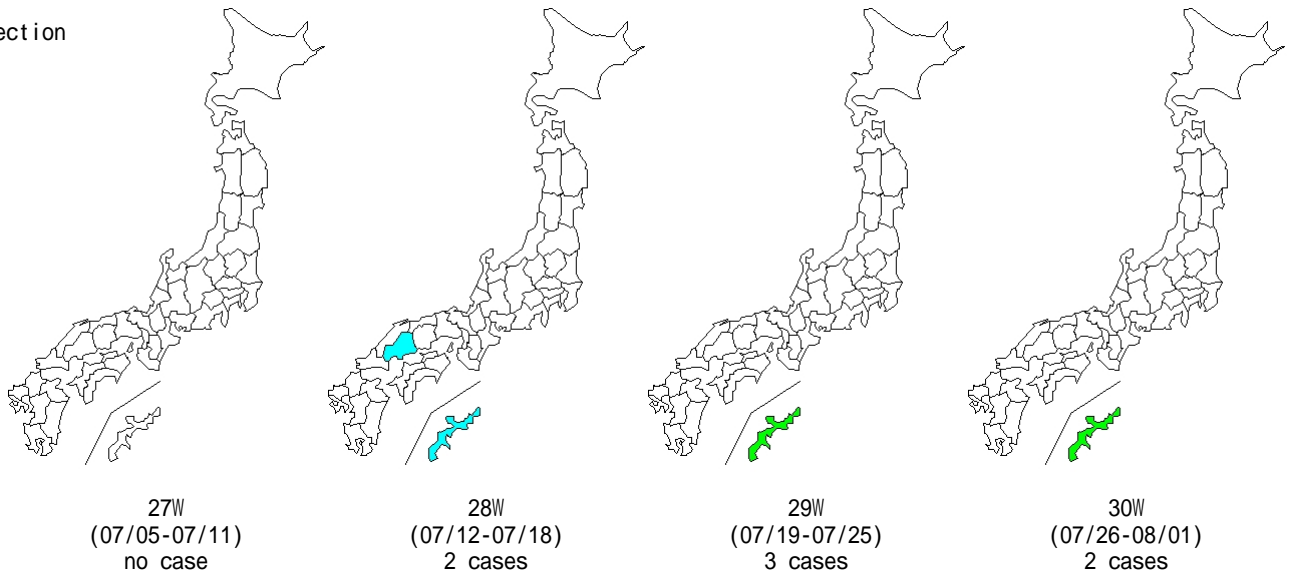 ection
27W
(07/05-07/11)
no case
28W
(07/12-07/18)
2 cases
29W
(07/19-07/25)
3 cases
30W
(07/26-08/01)
2 cases